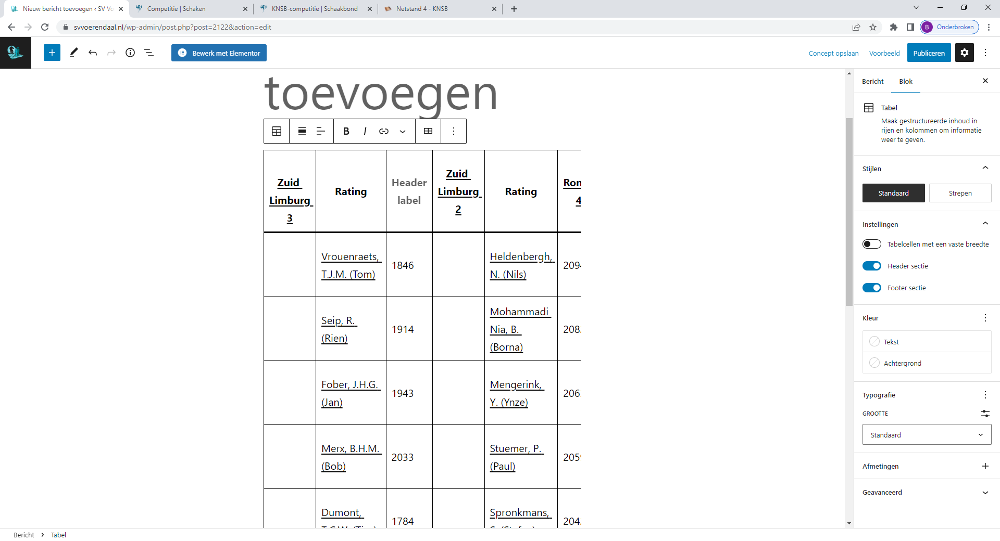 Nieuw bericht toevoegen ‹ SV Vo
Competitie | Schaken
KNSB-competitie | Schaakbond
Netstand 4 - KNSB
svvoerendaal.nl/wp-admin/post.php?post=2122&action=edit
B Onderbroken
Bewerk met Elementor
Concept opslaan Voorbeeld Publiceren
toevoegen
B I
Zuid Limburg 3 Rating Header label Zuid Limburg 2 Rating Ron 4
Vrouenraets, T.J.M. (Tom) 1846 Heldenbergh, N. (Nils) 209
Seip, R. (Rien) 1914 Mohammadi Nia, B. (Borna) 208
Fober, J.H.G. (Jan) 1943 Mengerink, Y. (Ynze) 206
Merx, B.H.M. (Bob) 2033 Stuemer, P. (Paul) 205
Dumont, 1784 Spronkmans, 204
Bericht Blok
Tabel
Maak gestructureerde inhoud in
rijen en kolommen om informatie
weer te geven.
Stijlen
Standaard Strepen
Instellingen
Tabelcellen met een vaste breedte
Header sectie
Footer sectie
Kleur
Tekst
Achtergrond
Typografie
GROOTTE
Standaard
Afmetingen
Geavanceerd
Bericht > Tabel